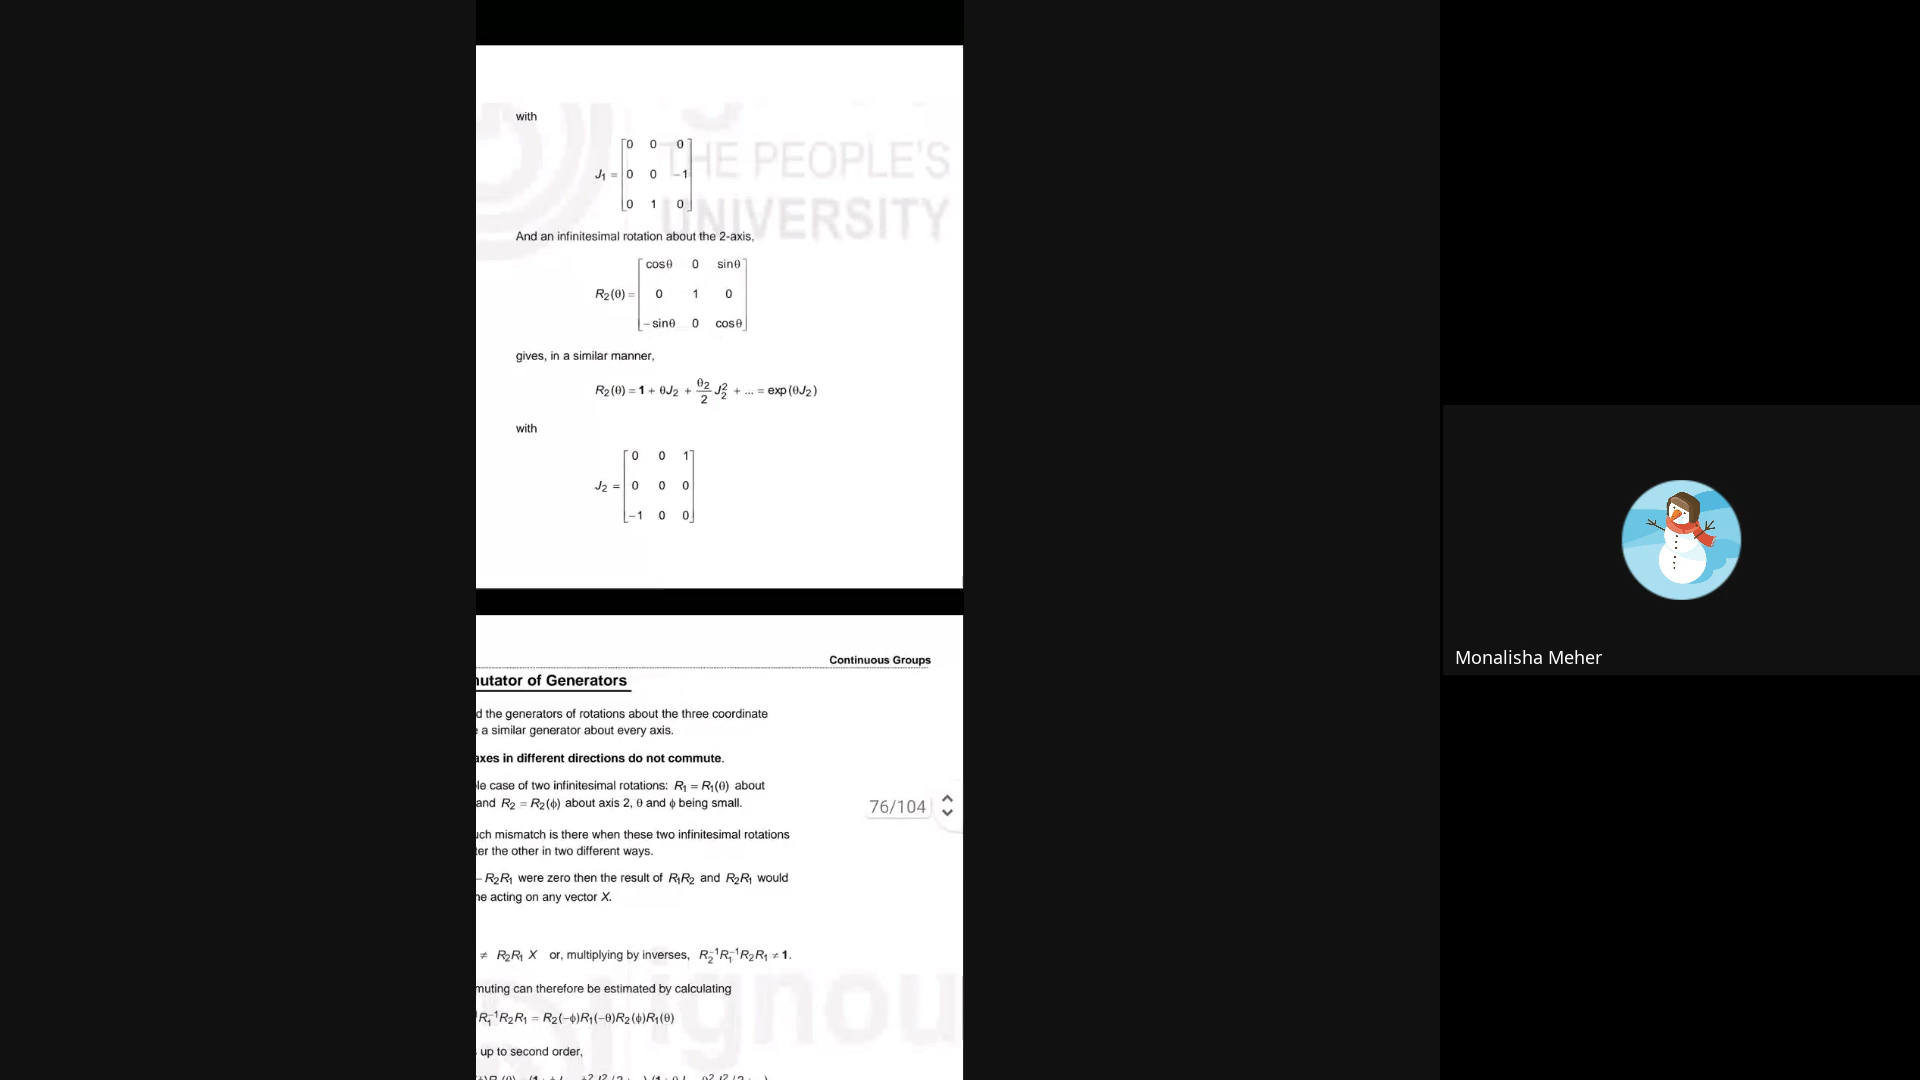 with
THE PEOPLE'S
UNIVERSITY
J₁ = [0 0 0
0 0 −1
0 1 0]
And an infinitesimal rotation about the 2-axis,
R₂(θ) = [cosθ 0 sinθ
0 1 0
−sinθ 0 cosθ]
gives, in a similar manner,
R₂(θ) = 1 + θJ₂ + θ₂/2 J₂² + ... = exp(θJ₂)
with
J₂ = [0 0 1
0 0 0
−1 0 0]
Continuous Groups
utator of Generators
d the generators of rotations about the three coordinate
e a similar generator about every axis.
axes in different directions do not commute.
le case of two infinitesimal rotations: R₁ = R₁(θ) about
and R₂ = R₂(ϕ) about axis 2, θ and ϕ being small.
76/104
uch mismatch is there when these two infinitesimal rotations
ter the other in two different ways.
− R₂R₁ were zero then the result of R₁R₂ and R₂R₁ would
ne acting on any vector X.
≠ R₂R₁ X or, multiplying by inverses, R₂⁻¹R₁⁻¹R₂R₁ ≠ 1.
muting can therefore be estimated by calculating
ignou
R₁⁻¹R₂R₁ = R₂(−ϕ)R₁(−θ)R₂(ϕ)R₁(θ)
up to second order,
Monalisha Meher